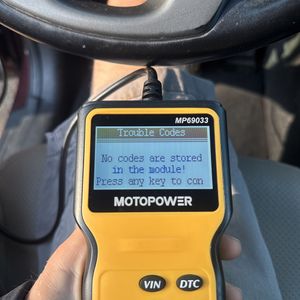 MP69033
Trouble Codes
No codes are stored
in the module!
Press any key to con
MOTOPOWER
VIN
DTC